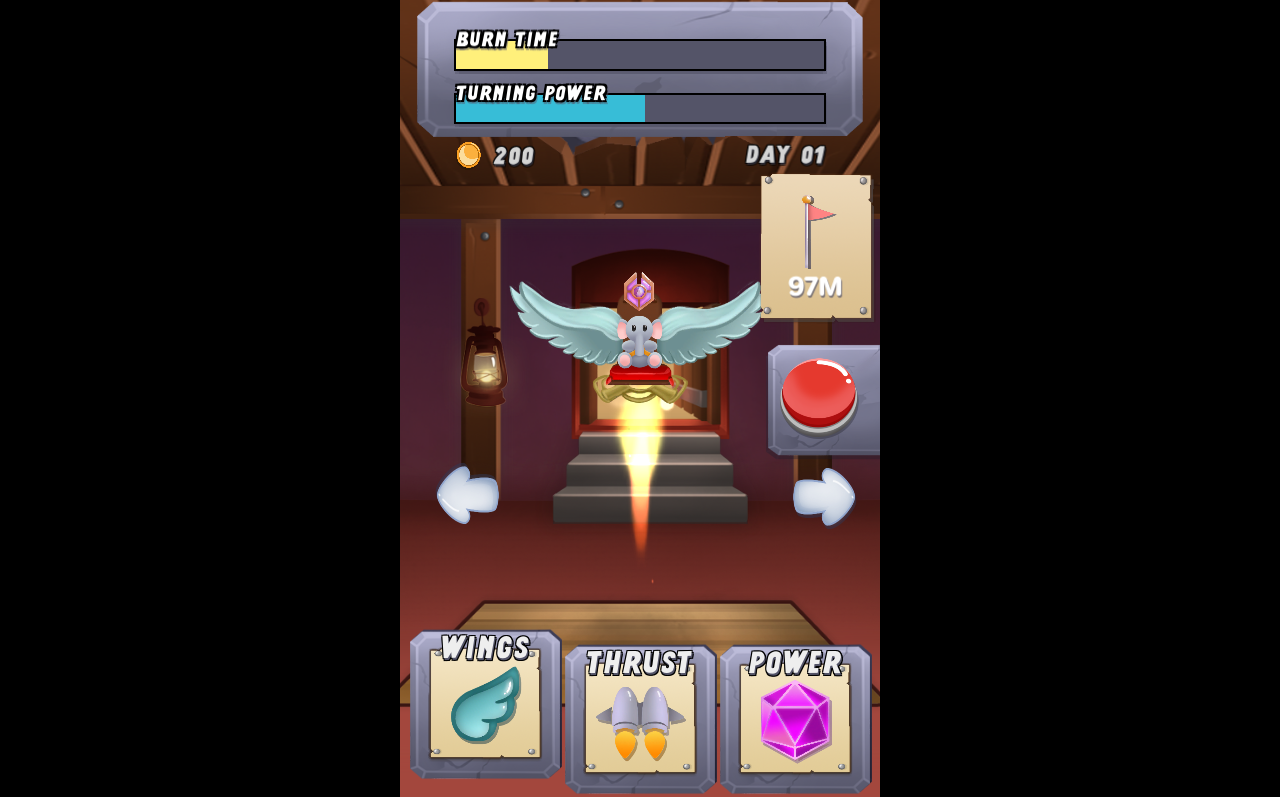 BURN TIME
TURNING POWER
200
DAY 01
97M
WINGS
THRUST
POWER